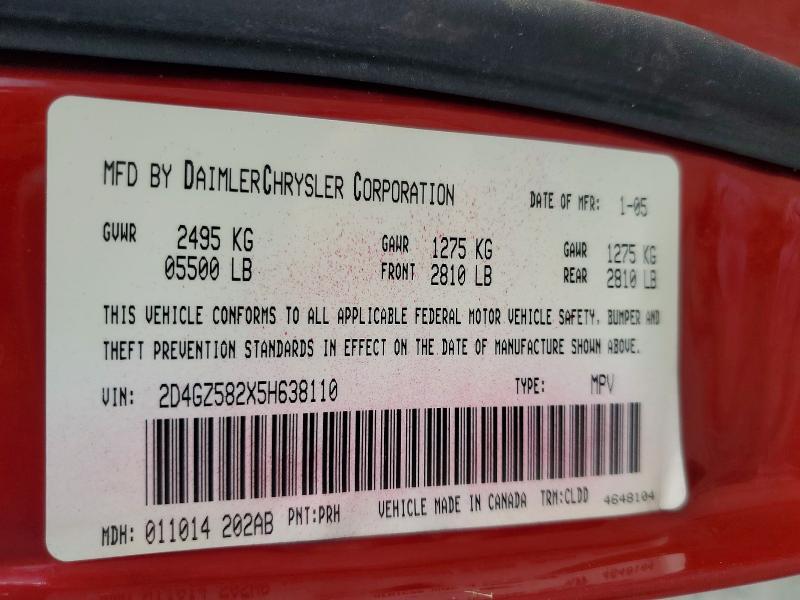 MFD BY DAIMLERCHRYSLER CORPORATION DATE OF MFR: 1-05
GVWR 2495 KG GAWR 1275 KG GAWR 1275 KG
05500 LB FRONT 2810 LB REAR 2810 LB
THIS VEHICLE CONFORMS TO ALL APPLICABLE FEDERAL MOTOR VEHICLE SAFETY, BUMPER AND
THEFT PREVENTION STANDARDS IN EFFECT ON THE DATE OF MANUFACTURE SHOWN ABOVE.
VIN: 2D4GZ582X5H638110 TYPE: MPV
MDH: 011014 202AB PNT:PRH VEHICLE MADE IN CANADA TRM:CLDD 4648104